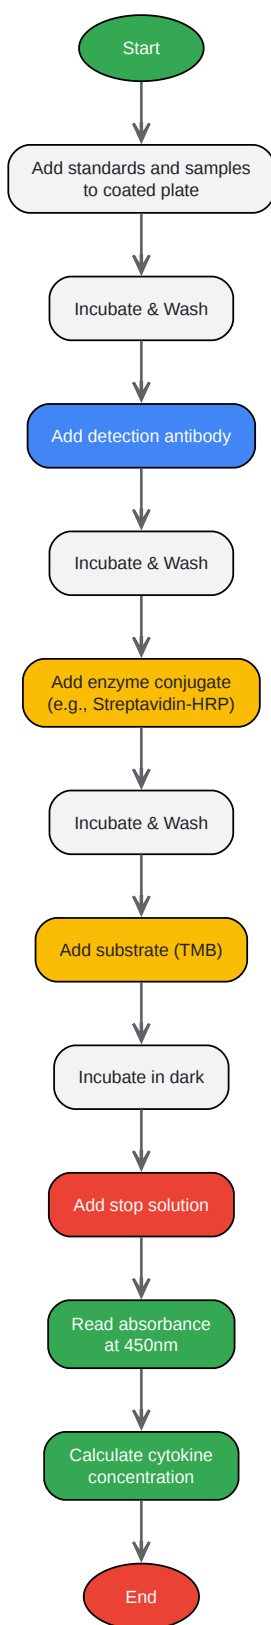 Start
Add standards and samples
to coated plate
Incubate & Wash
Add detection antibody
Incubate & Wash
Add enzyme conjugate
(e.g., Streptavidin-HRP)
Incubate & Wash
Add substrate (TMB)
Incubate in dark
Add stop solution
Read absorbance
at 450nm
Calculate cytokine
concentration
End